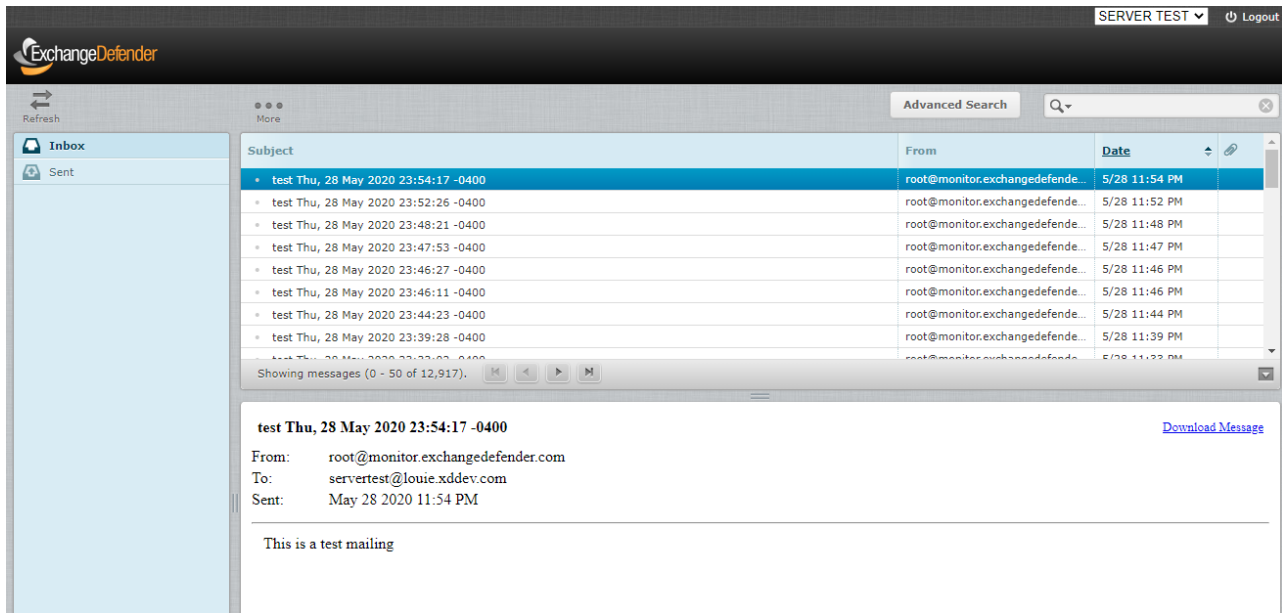 SERVER TEST Logout
ExchangeDefender
Refresh More Advanced Search
Inbox
Sent
Subject From Date
test Thu, 28 May 2020 23:54:17 -0400 root@monitor.exchangedefende... 5/28 11:54 PM
test Thu, 28 May 2020 23:52:26 -0400 root@monitor.exchangedefende... 5/28 11:52 PM
test Thu, 28 May 2020 23:48:21 -0400 root@monitor.exchangedefende... 5/28 11:48 PM
test Thu, 28 May 2020 23:47:53 -0400 root@monitor.exchangedefende... 5/28 11:47 PM
test Thu, 28 May 2020 23:46:27 -0400 root@monitor.exchangedefende... 5/28 11:46 PM
test Thu, 28 May 2020 23:46:11 -0400 root@monitor.exchangedefende... 5/28 11:46 PM
test Thu, 28 May 2020 23:44:23 -0400 root@monitor.exchangedefende... 5/28 11:44 PM
test Thu, 28 May 2020 23:39:28 -0400 root@monitor.exchangedefende... 5/28 11:39 PM
Showing messages (0 - 50 of 12,917).
test Thu, 28 May 2020 23:54:17 -0400 Download Message
From: root@monitor.exchangedefender.com
To: servertest@louie.xddev.com
Sent: May 28 2020 11:54 PM
This is a test mailing